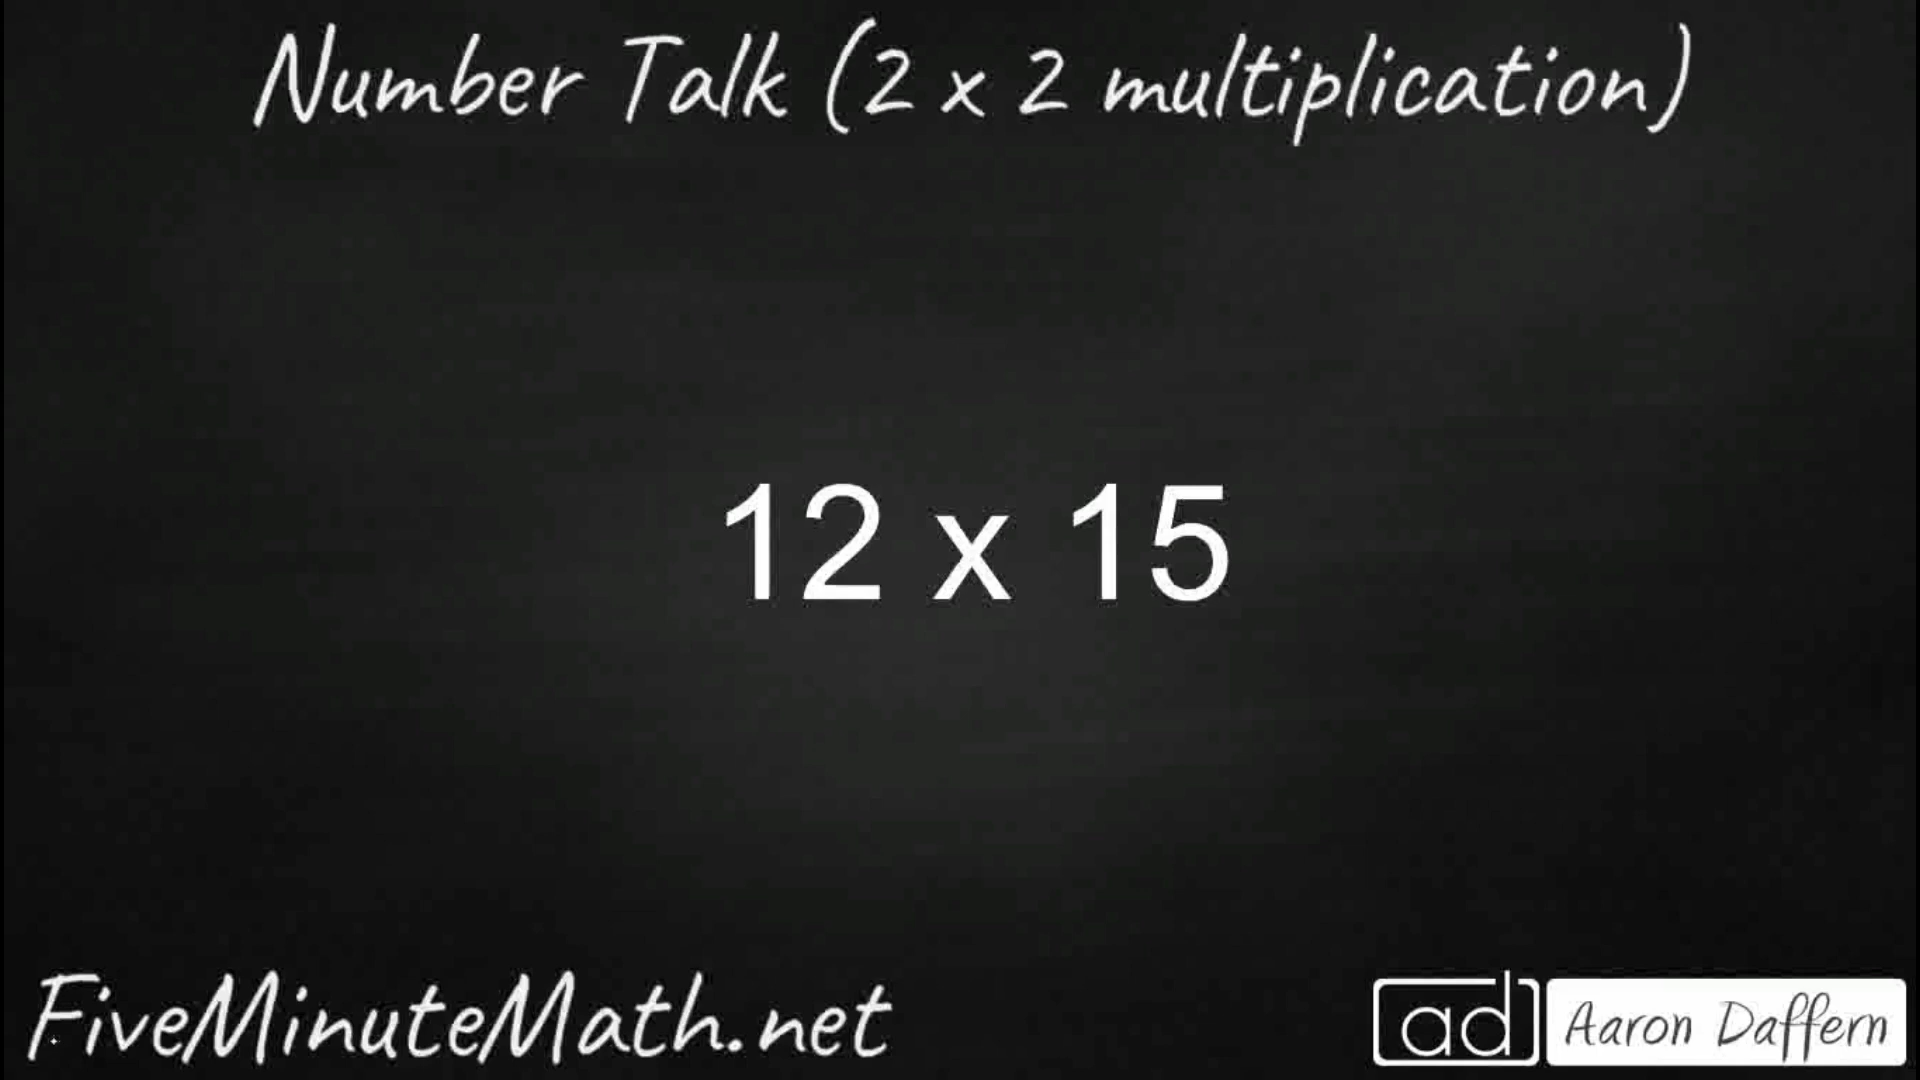 Number Talk (2 x 2 multiplication)
12 x 15
FiveMinuteMath.net
ad Aaron Daffern